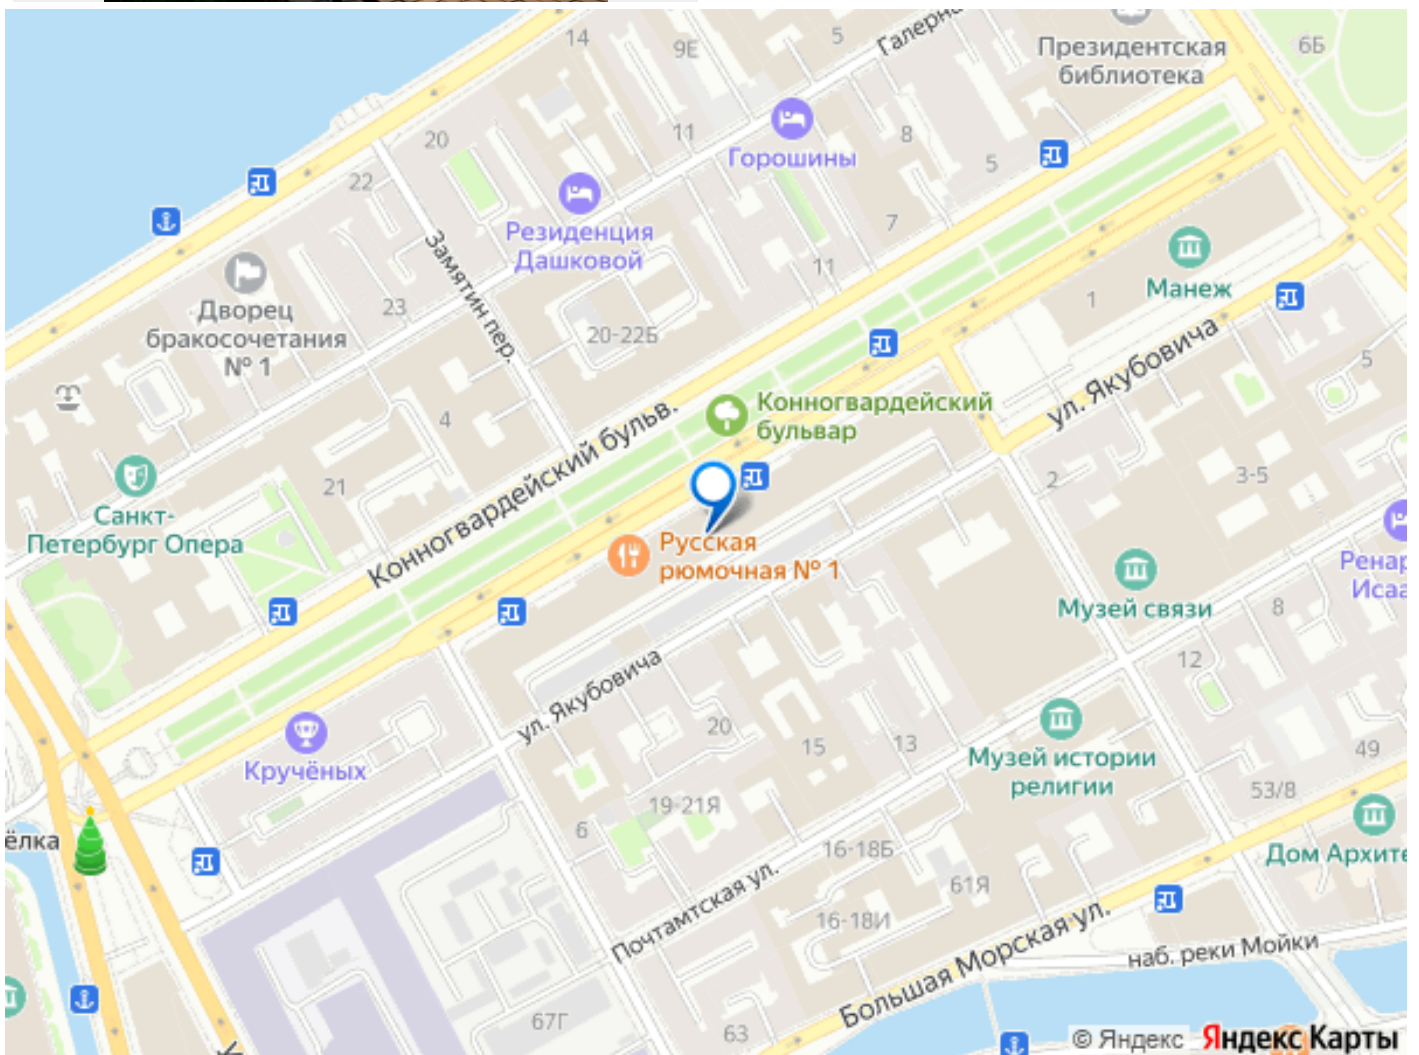 14
9Е
5
Галерн
Президентская
библиотека
6Б
20
11
Горошины
8
5
22
Резиденция
Дашковой
7
Замятин пер.
11
Манеж
Дворец
бракосочетания
№ 1
23
20-22Б
1
ул. Якубовича
5
4
Конногвардейский бульв.
Конногвардейский
бульвар
21
2
3-5
Санкт-
Петербург Опера
Русская
рюмочная № 1
Ренар
Исаа
Музей связи
8
12
ул. Якубовича
20
15
13
Музей истории
религии
49
Кручёных
53/8
19-21Я
6
ёлка
16-18Б
Дом Архите
61Я
Почтамтская ул.
16-18И
Большая Морская ул.
наб. реки Мойки
67Г
63
© Яндекс Яндекс Карты